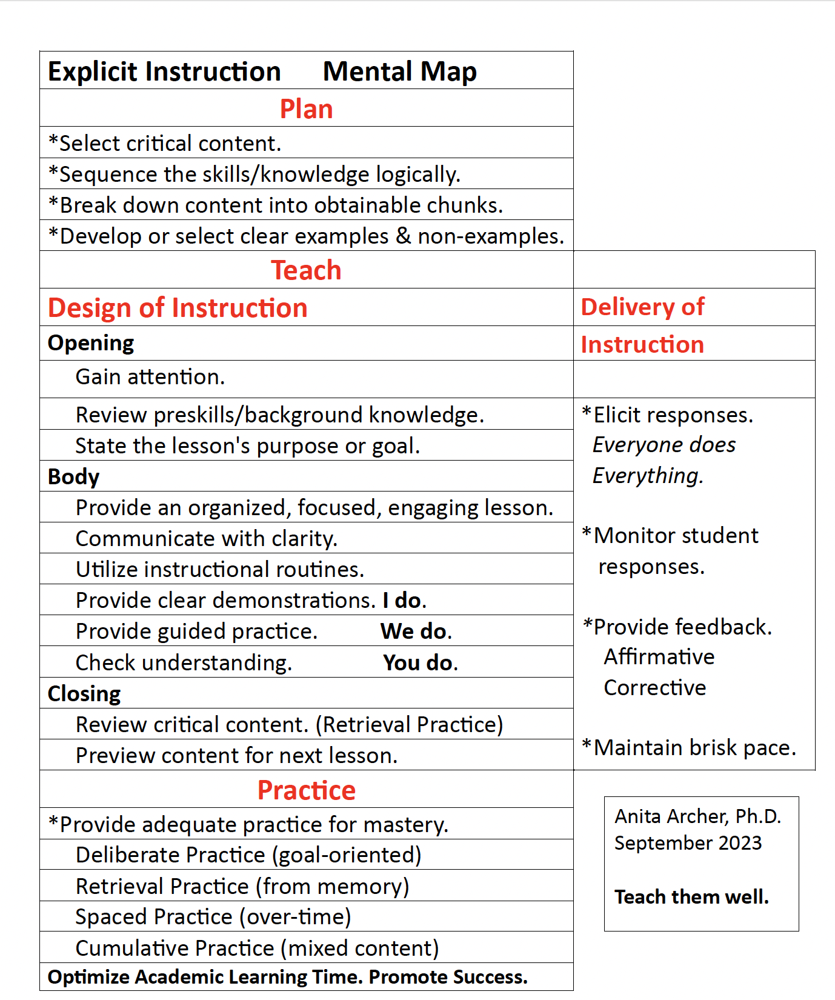 Explicit Instruction Mental Map
Plan
*Select critical content.
*Sequence the skills/knowledge logically.
*Break down content into obtainable chunks.
*Develop or select clear examples & non-examples.
Teach
Design of Instruction
Opening
Gain attention.
Review preskills/background knowledge.
State the lesson's purpose or goal.
Body
Provide an organized, focused, engaging lesson.
Communicate with clarity.
Utilize instructional routines.
Provide clear demonstrations. I do.
Provide guided practice. We do.
Check understanding. You do.
Closing
Review critical content. (Retrieval Practice)
Preview content for next lesson.
Delivery of
Instruction
*Elicit responses.
Everyone does
Everything.
*Monitor student
responses.
*Provide feedback.
Affirmative
Corrective
*Maintain brisk pace.
Practice
*Provide adequate practice for mastery.
Deliberate Practice (goal-oriented)
Retrieval Practice (from memory)
Spaced Practice (over-time)
Cumulative Practice (mixed content)
Optimize Academic Learning Time. Promote Success.
Anita Archer, Ph.D.
September 2023
Teach them well.